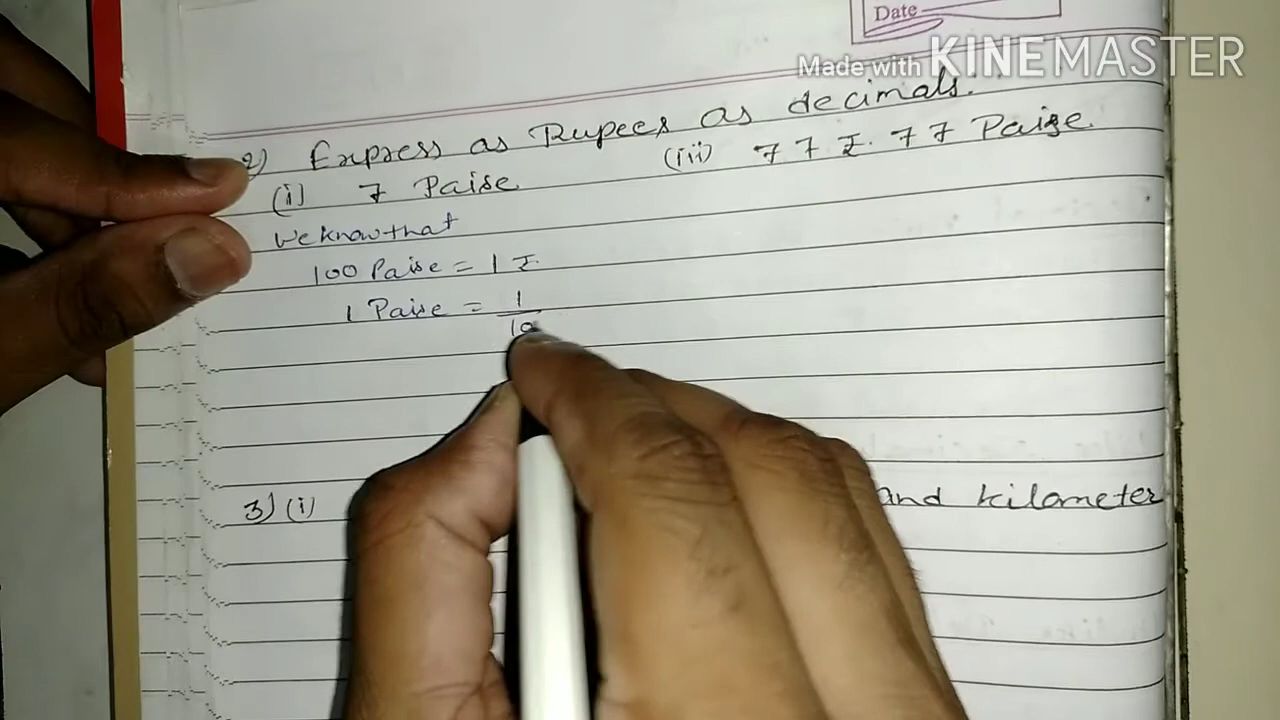 Date
Made with KINEMASTER
2) Express as Rupees as decimals.
(i) 7 Paise (iii) 77 ₹. 77 Paise.
We know that
100 Paise = 1 ₹.
1 Paise = 1/10
3) (i) and kilometer